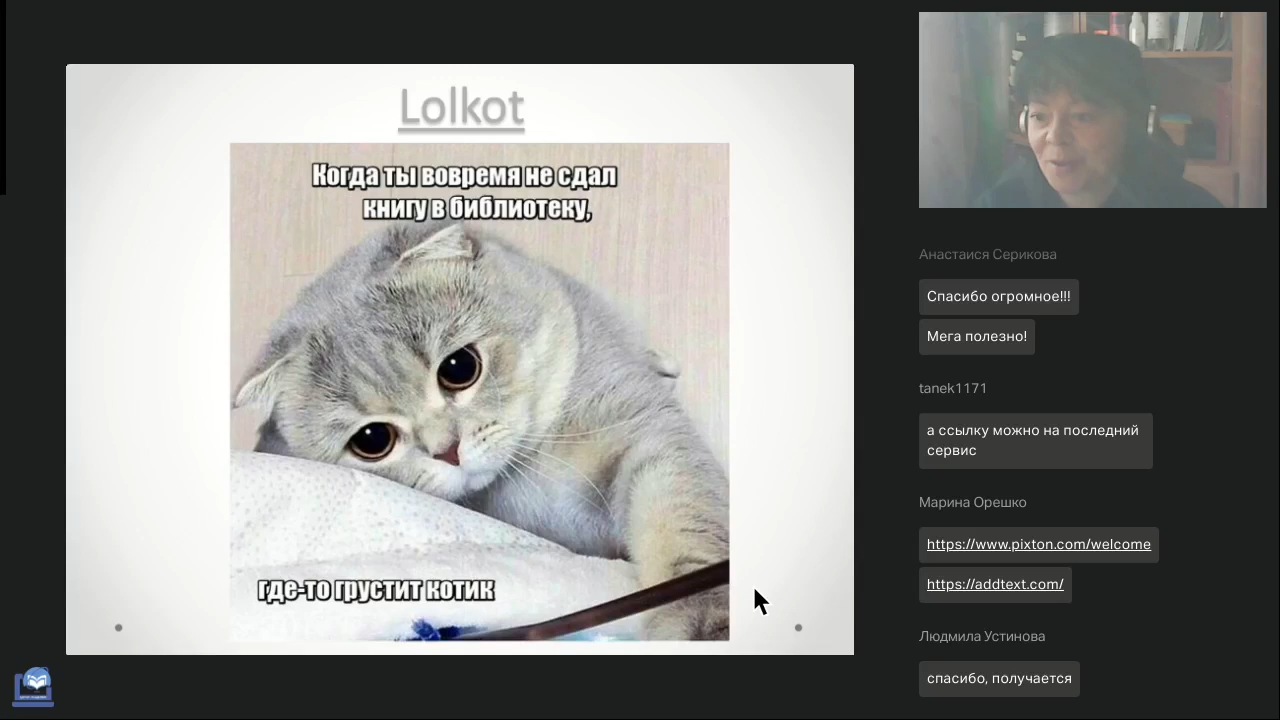 Lolkot
Когда ты вовремя не сдал
книгу в библиотеку,
где-то грустит котик
Анастаися Серикова
Спасибо огромное!!!
Мега полезно!
tanek1171
а ссылку можно на последний
сервис
Марина Орешко
https://www.pixton.com/welcome
https://addtext.com/
Людмила Устинова
спасибо, получается